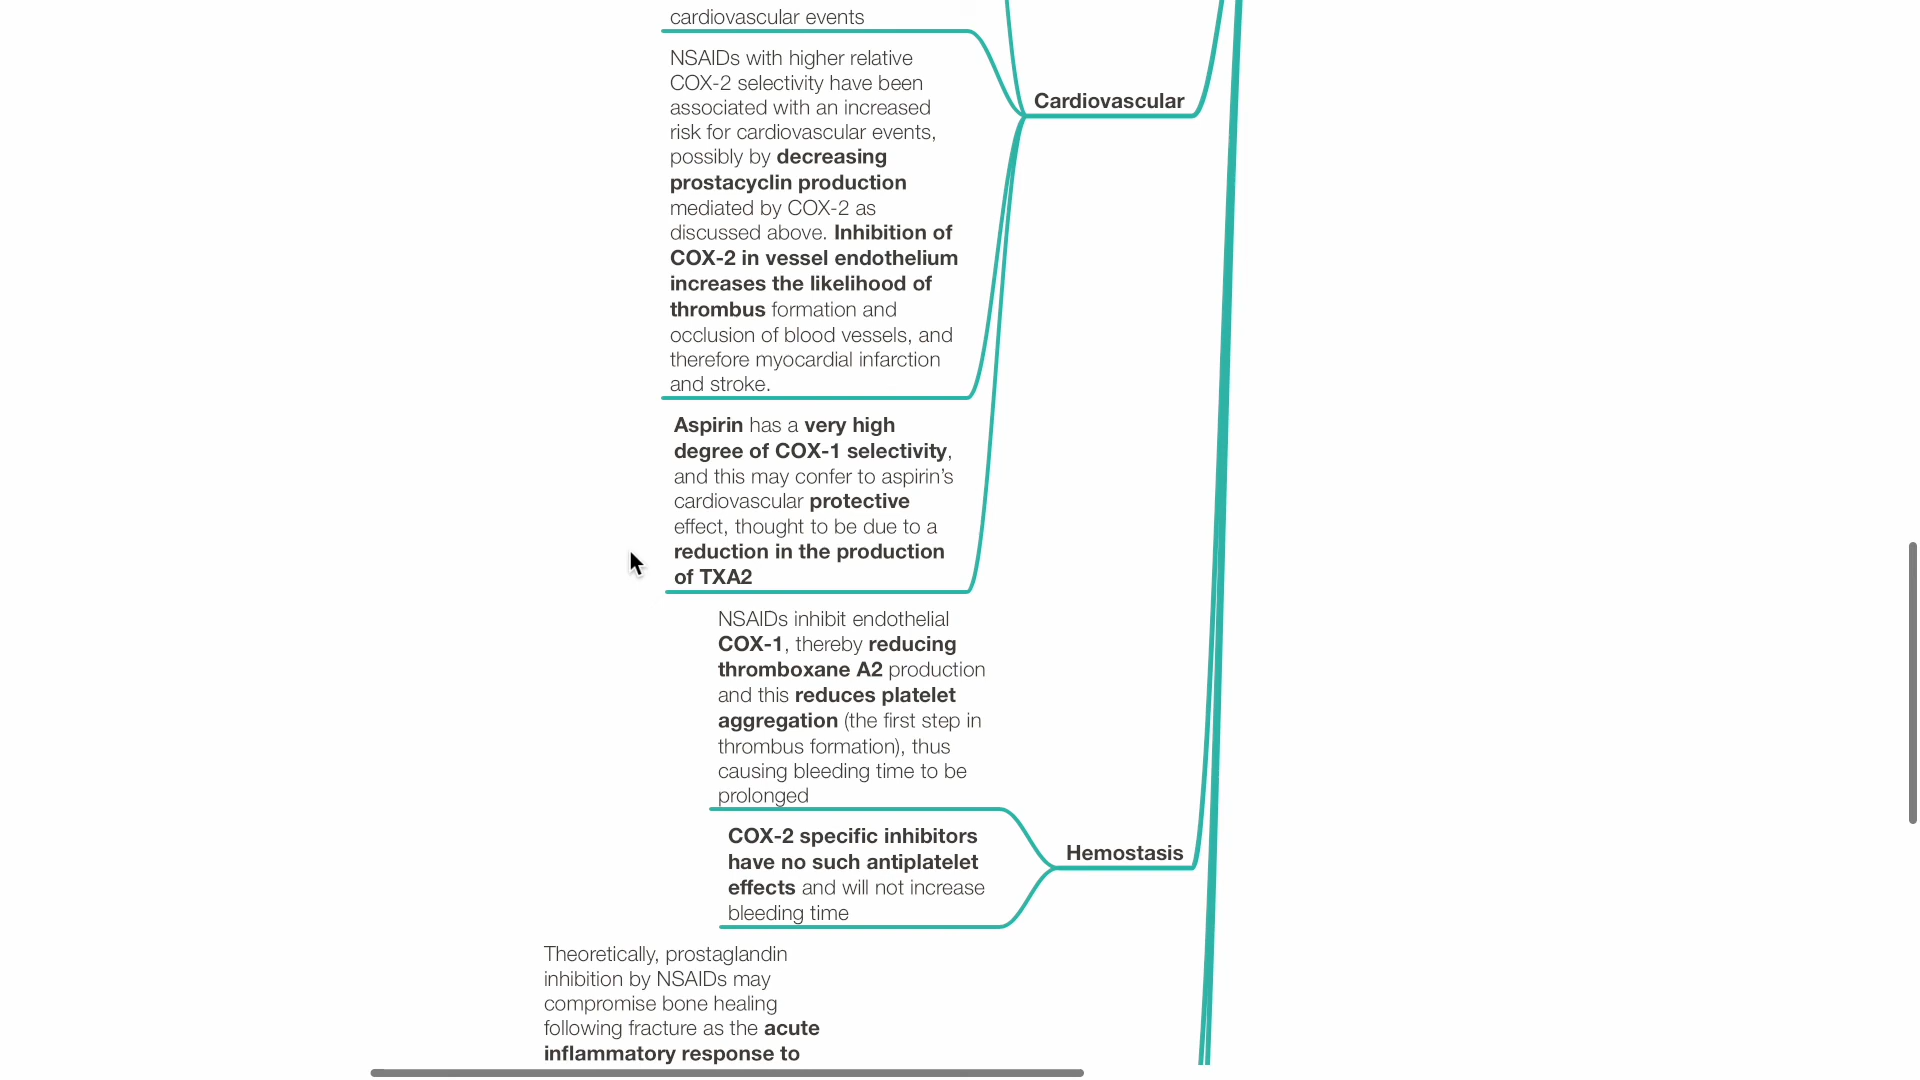 cardiovascular events
NSAIDs with higher relative
COX-2 selectivity have been
associated with an increased
risk for cardiovascular events,
possibly by decreasing
prostacyclin production
mediated by COX-2 as
discussed above. Inhibition of
COX-2 in vessel endothelium
increases the likelihood of
thrombus formation and
occlusion of blood vessels, and
therefore myocardial infarction
and stroke.
Aspirin has a very high
degree of COX-1 selectivity,
and this may confer to aspirin’s
cardiovascular protective
effect, thought to be due to a
reduction in the production
of TXA2
Cardiovascular
NSAIDs inhibit endothelial
COX-1, thereby reducing
thromboxane A2 production
and this reduces platelet
aggregation (the first step in
thrombus formation), thus
causing bleeding time to be
prolonged
COX-2 specific inhibitors
have no such antiplatelet
effects and will not increase
bleeding time
Hemostasis
Theoretically, prostaglandin
inhibition by NSAIDs may
compromise bone healing
following fracture as the acute
inflammatory response to